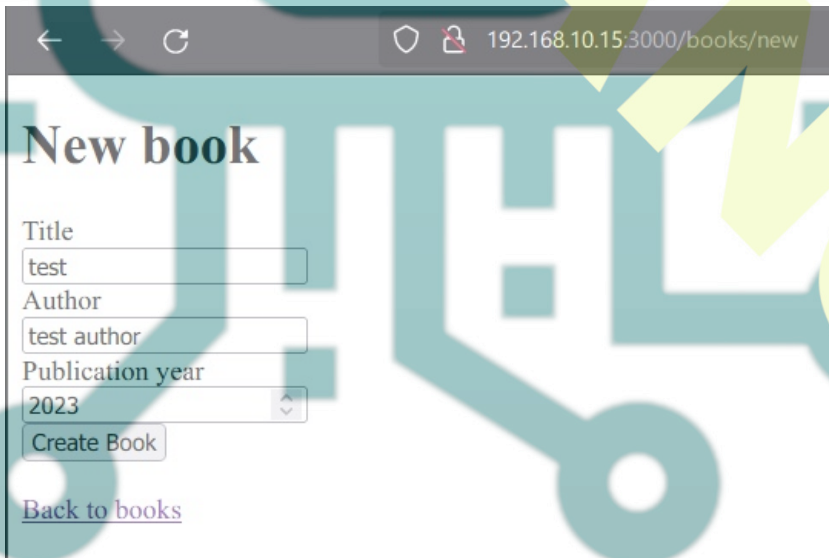 192.168.10.15:3000/books/new
New book
Title
test
Author
test author
Publication year
2023
Create Book
Back to books